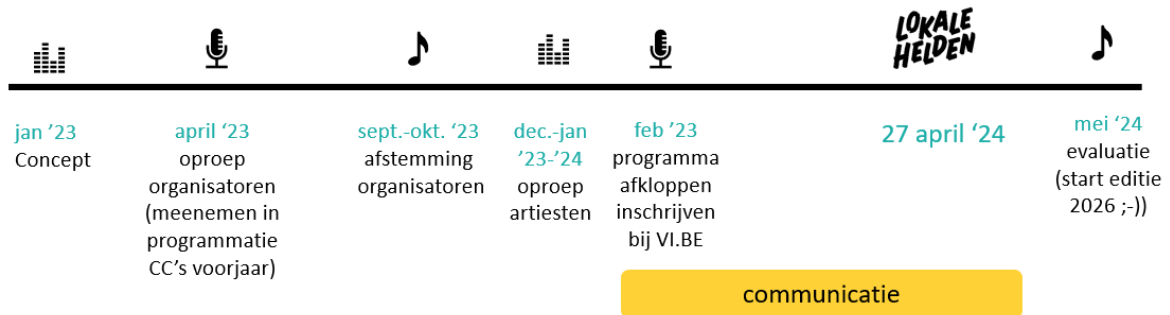 LOKALE
HELDEN
jan ’23
Concept
april ‘23
oproep
organisatoren
(meenemen in
programmatie
CC’s voorjaar)
sept.-okt. ‘23
afstemming
organisatoren
dec.-jan
’23-’24
oproep
artiesten
feb ’23
programma
afkloppen
inschrijven
bij VI.BE
27 april ‘24
mei ‘24
evaluatie
(start editie
2026 ;-))
communicatie